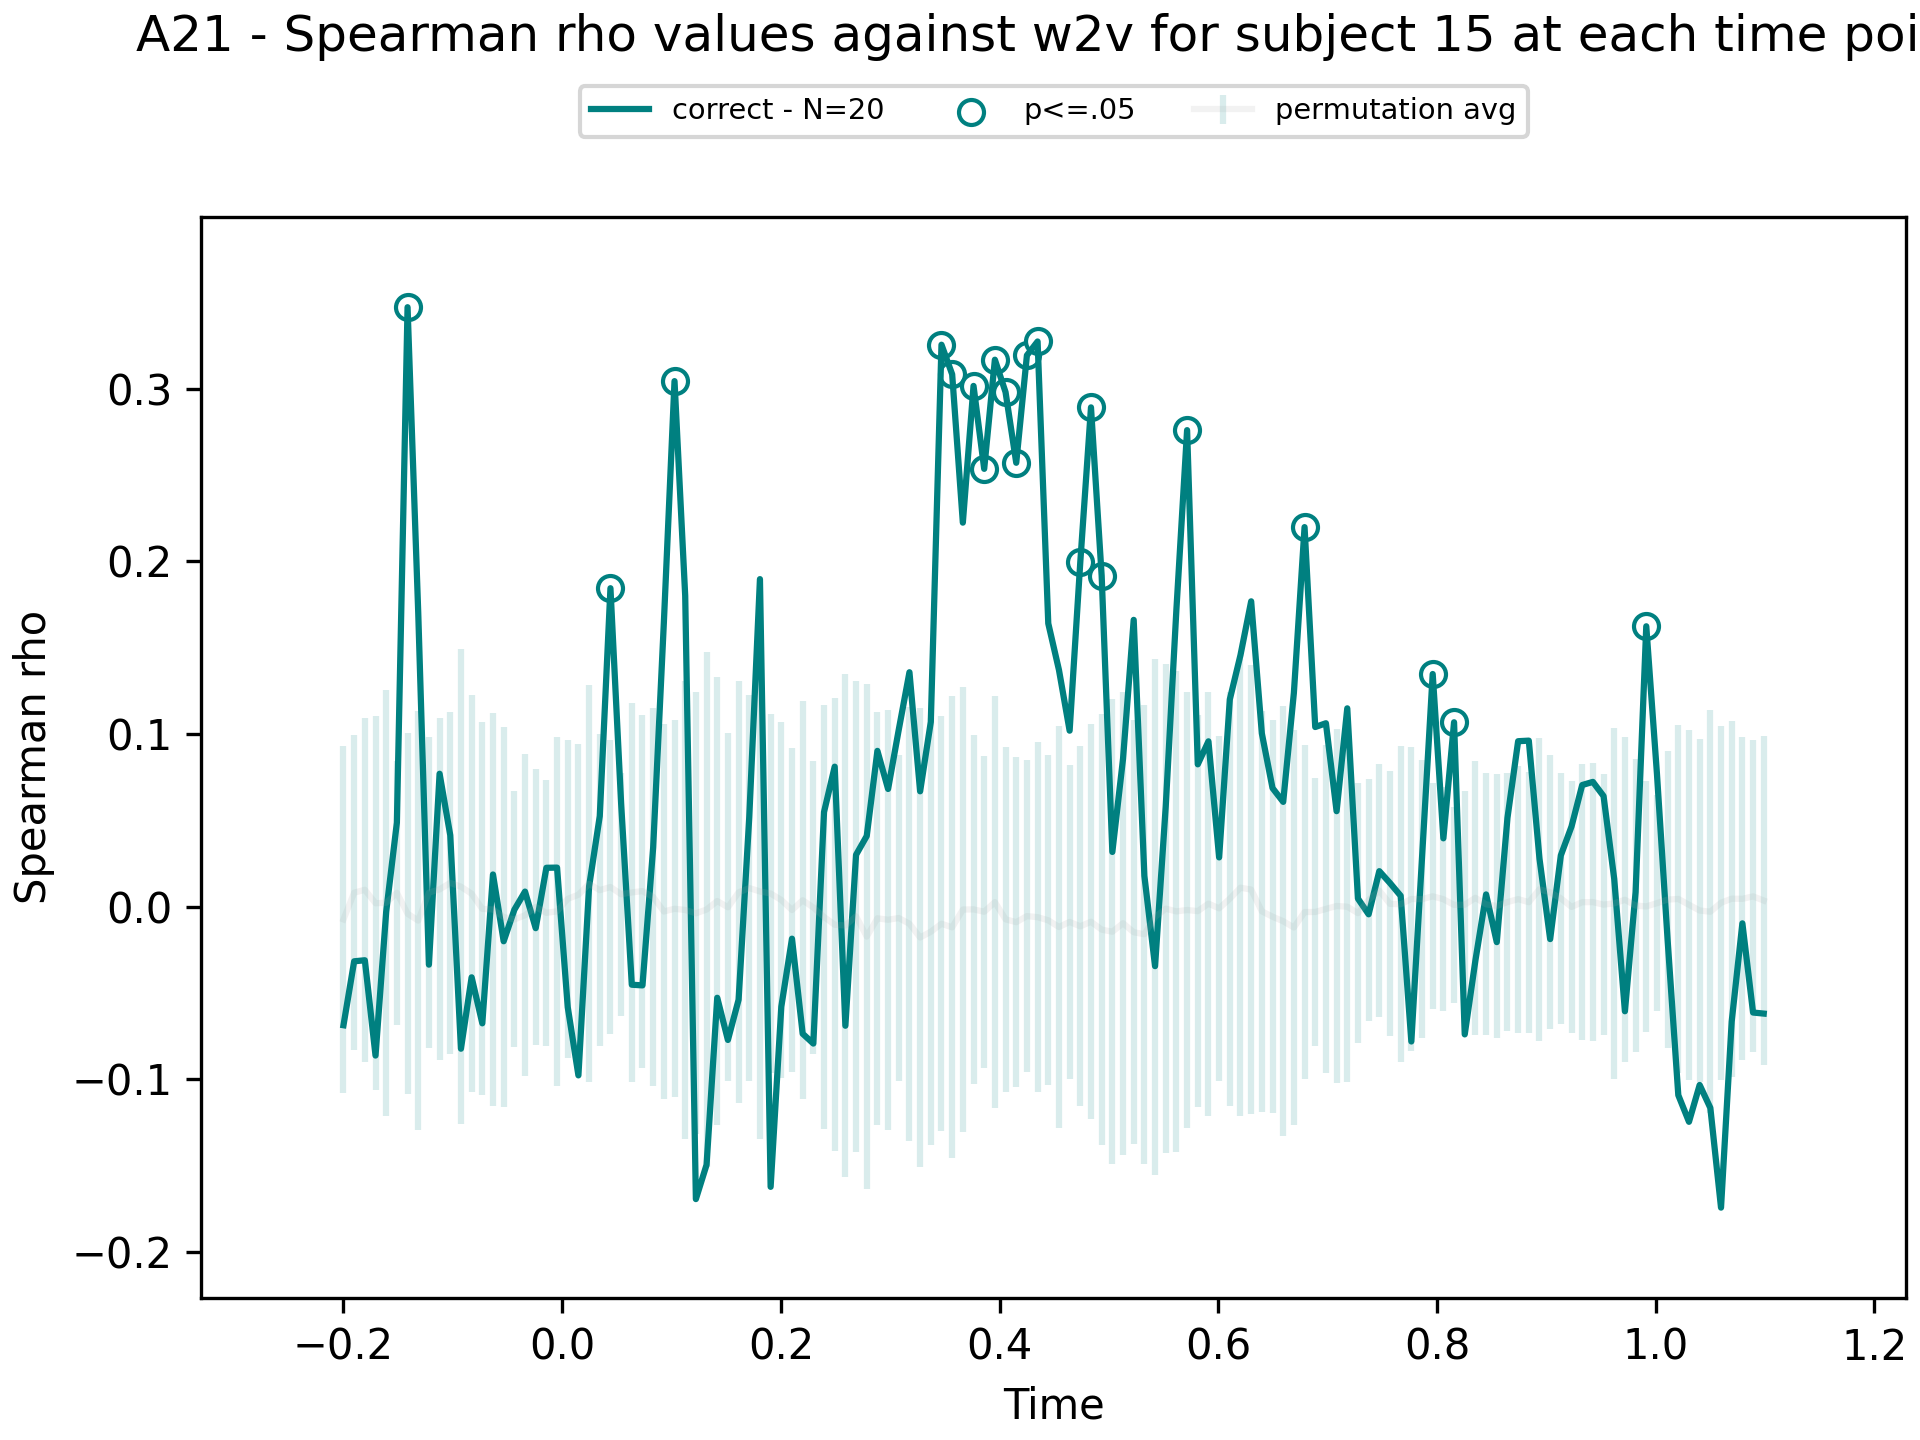 A21 - Spearman rho values against w2v for subject 15 at each time poi
correct - N=20 p<=.05 permutation avg
0.3
0.2
0.1
0.0
−0.1
−0.2
Spearman rho
−0.2 0.0 0.2 0.4 0.6 0.8 1.0 1.2
Time